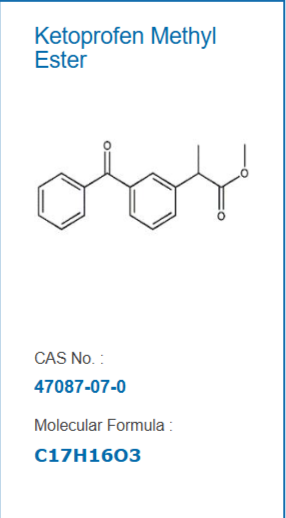 Ketoprofen Methyl
Ester
O
O
O
CAS No. :
47087-07-0
Molecular Formula :
C17H16O3